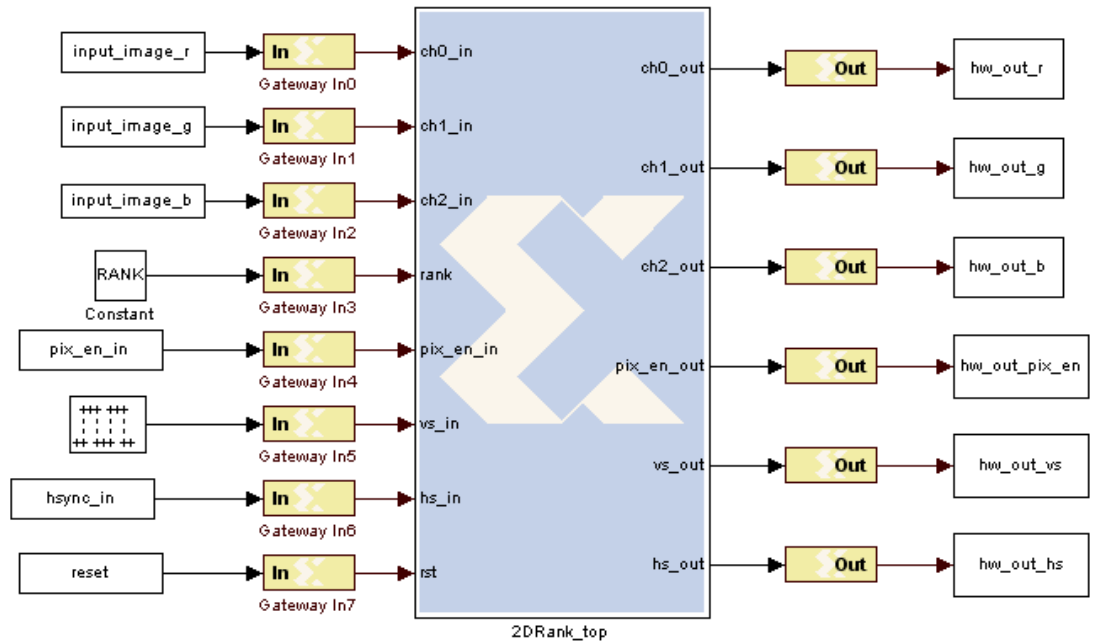 input_image_r
In
Gateway In0
ch0_in
ch0_out
Out
hw_out_r
input_image_g
In
Gateway In1
ch1_in
ch1_out
Out
hw_out_g
input_image_b
In
Gateway In2
ch2_in
ch2_out
Out
hw_out_b
RANK
Constant
In
Gateway In3
rank
pix_en_in
In
Gateway In4
pix_en_in
pix_en_out
Out
hw_out_pix_en
In
Gateway In5
vs_in
vs_out
Out
hw_out_vs
hsync_in
In
Gateway In6
hs_in
hs_out
Out
hw_out_hs
reset
In
Gateway In7
rst
2DRank_top